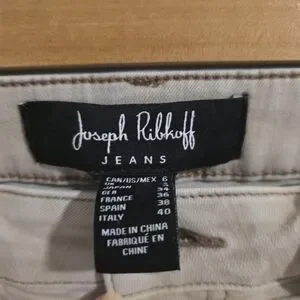 Joseph Ribkoff
JEANS
CAN/US/MEX 6
JAPAN
GER 36
FRANCE 38
SPAIN 38
ITALY 40
MADE IN CHINA
FABRIQUÉ EN
CHINE